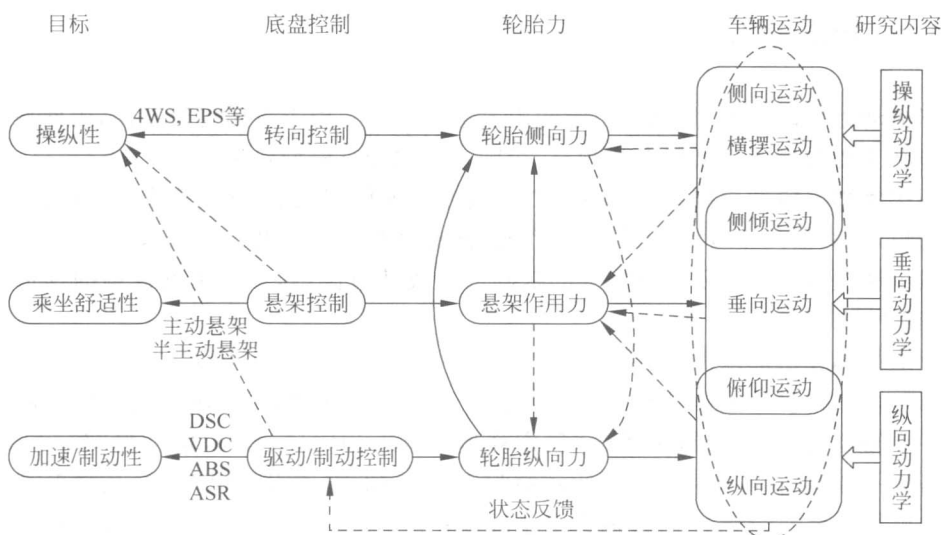 目标 底盘控制 轮胎力 车辆运动 研究内容
4WS, EPS等
操纵性 转向控制 轮胎侧向力 侧向运动
横摆运动
侧倾运动
操纵动力学
乘坐舒适性 悬架控制 悬架作用力 垂向运动
垂向动力学
主动悬架
半主动悬架
俯仰运动
DSC
VDC
ABS
ASR
加速/制动性 驱动/制动控制 轮胎纵向力 纵向运动
纵向动力学
状态反馈